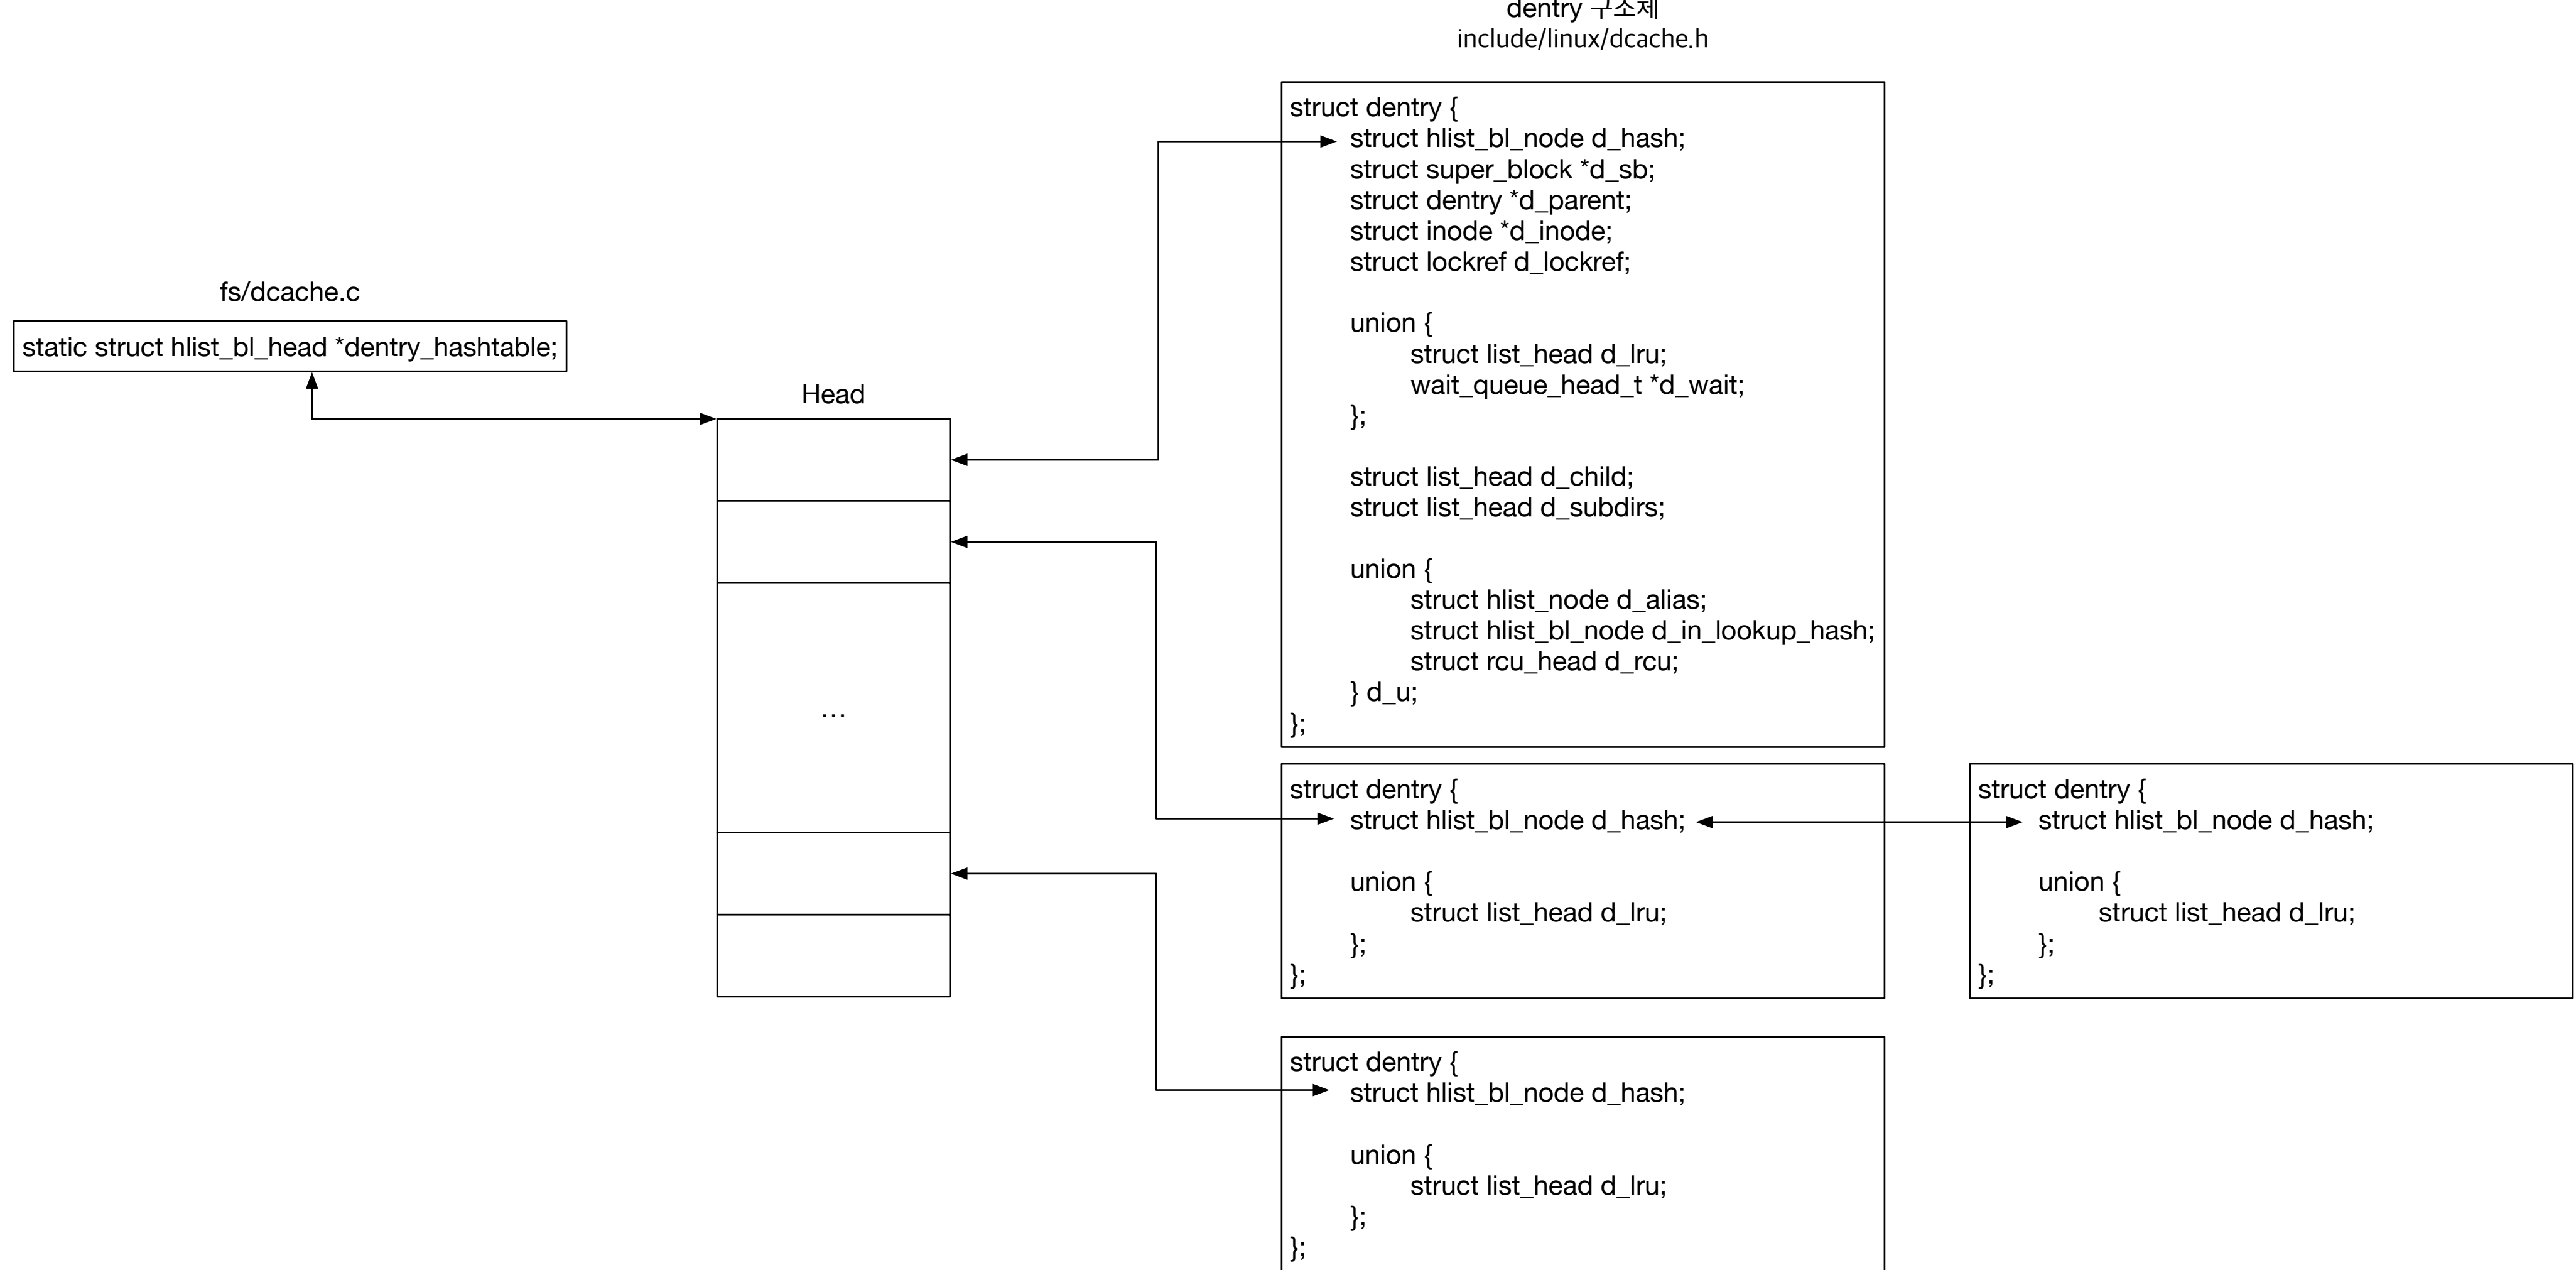 dentry 구조체
include/linux/dcache.h
struct dentry {
struct hlist_bl_node d_hash;
struct super_block *d_sb;
struct dentry *d_parent;
struct inode *d_inode;
struct lockref d_lockref;
union {
struct list_head d_lru;
wait_queue_head_t *d_wait;
};
struct list_head d_child;
struct list_head d_subdirs;
union {
struct hlist_node d_alias;
struct hlist_bl_node d_in_lookup_hash;
struct rcu_head d_rcu;
} d_u;
};
fs/dcache.c
static struct hlist_bl_head *dentry_hashtable;
Head
...
struct dentry {
struct hlist_bl_node d_hash;
union {
struct list_head d_lru;
};
};
struct dentry {
struct hlist_bl_node d_hash;
union {
struct list_head d_lru;
};
};
struct dentry {
struct hlist_bl_node d_hash;
union {
struct list_head d_lru;
};
};